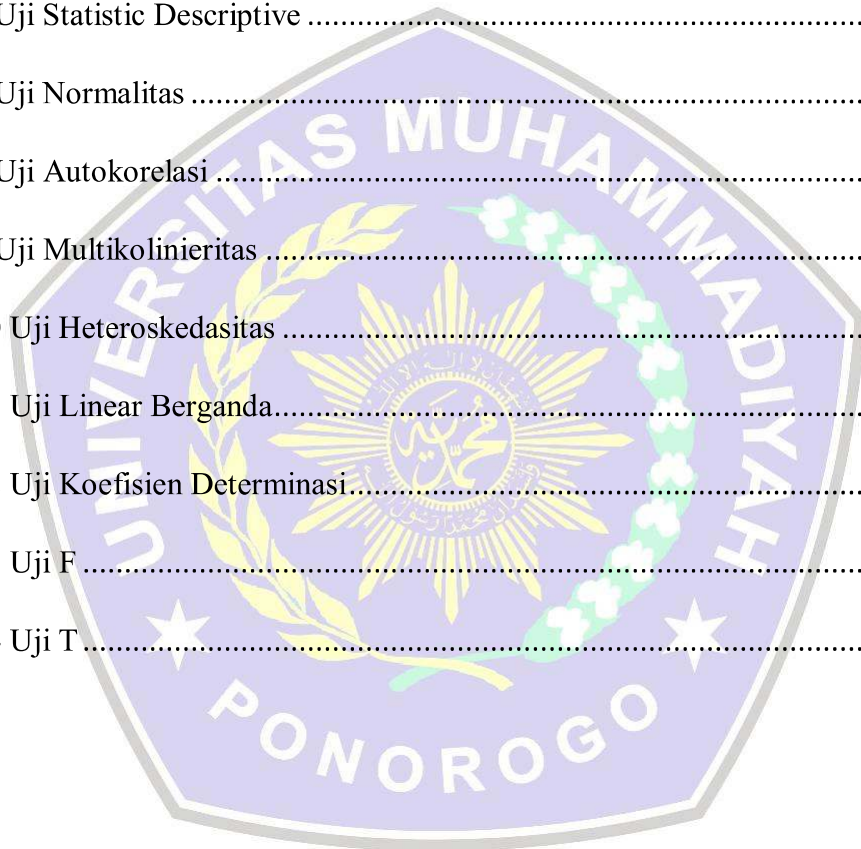 Uji Statistic Descriptive ......................................................................
Uji Normalitas ......................................................................
Uji Autokorelasi ......................................................................
Uji Multikolinieritas ......................................................................
Uji Heteroskedasitas ......................................................................
Uji Linear Berganda......................................................................
Uji Koefisien Determinasi......................................................................
Uji F ......................................................................
Uji T ......................................................................
UNIVERSITAS MUHAMMADIYAH
PONOROGO
محمدية